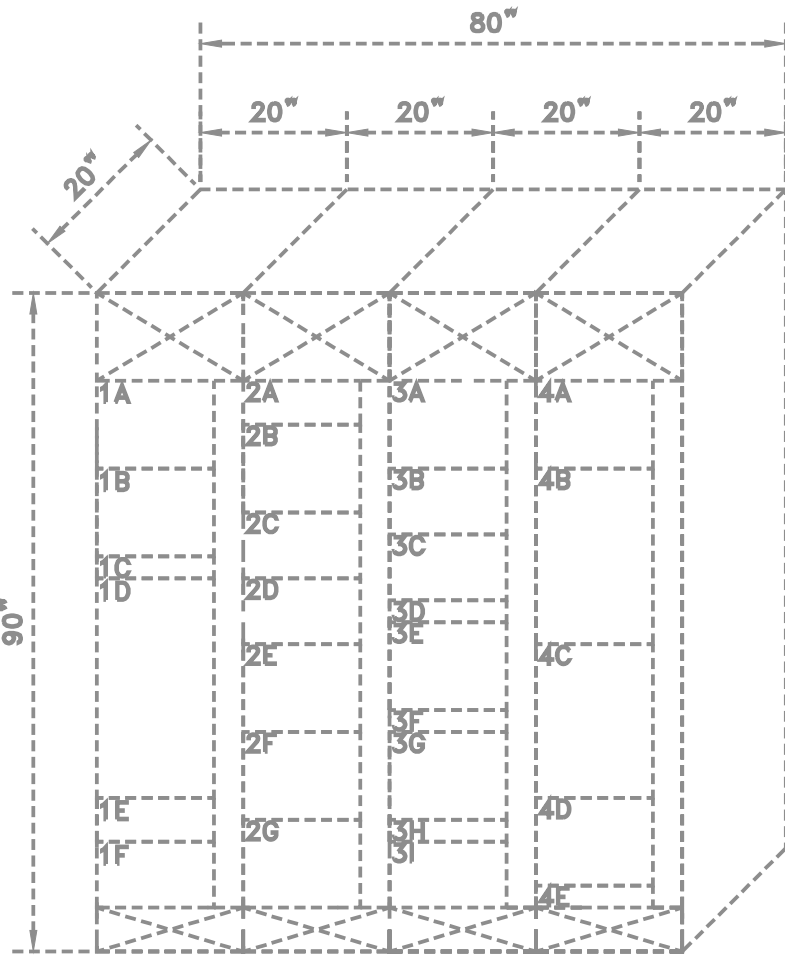 80"
20" 20" 20" 20"
20"
90"
1A 2A 3A 4A
2B
1B 3B 4B
2C
3C
1C
1D 2D
3D
3E
2E 4C
3F
2F 3G
1E 4D
2G 3H
1F 3I
4E